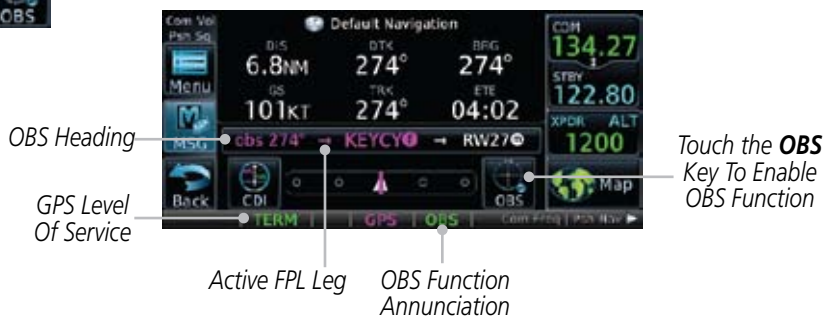 OBS
Com Vol
Psh Sq
Default Navigation
DIS
DTK
BRG
6.8NM
274°
274°
GS
TRK
ETE
101KT
274°
04:02
obs 274° → KEYCY → RW27
Menu
MSG
Back
CDI
OBS
TERM
GPS
OBS
Com Freq | Psh Nav
COM
134.27
STBY
122.80
XPDR ALT
1200
Map
OBS Heading
GPS Level
Of Service
Active FPL Leg
OBS Function
Annunciation
Touch the OBS
Key To Enable
OBS Function